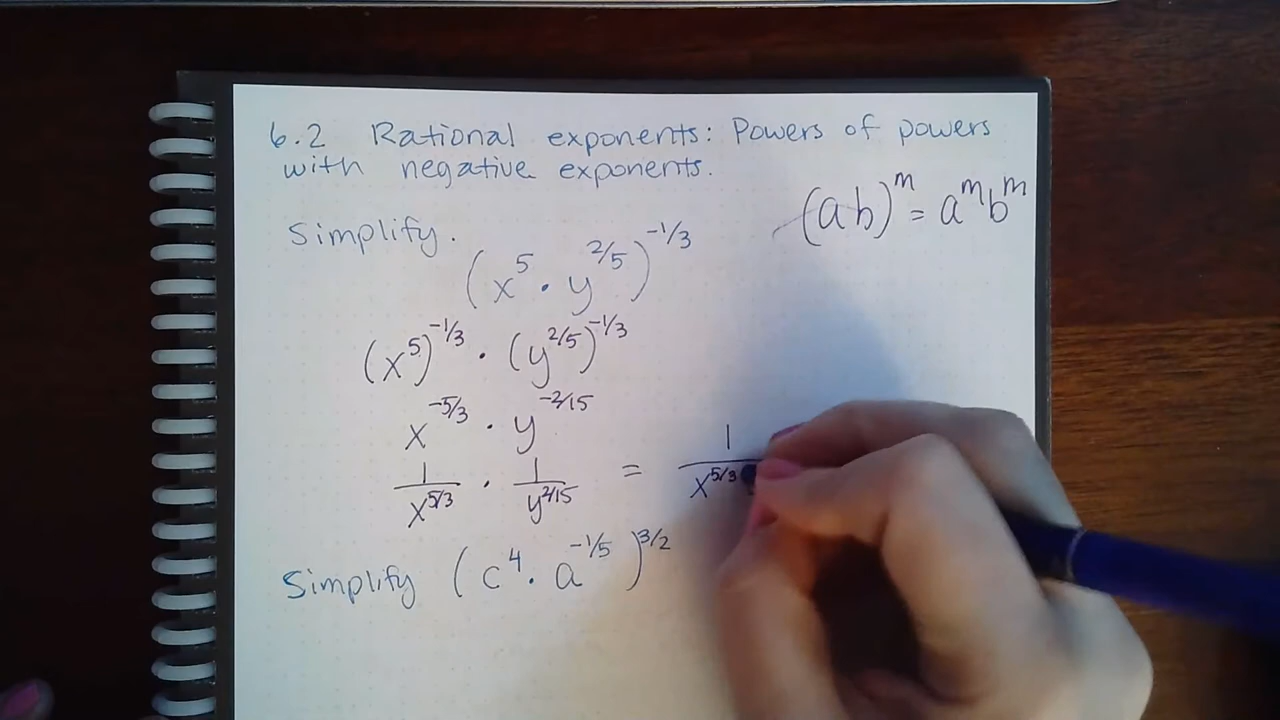 6.2 Rational exponents: Powers of powers
with negative exponents.
(ab)^m = a^m b^m
Simplify.
(x^5 · y^2/5)^-1/3
(x^5)^-1/3 · (y^2/5)^-1/3
x^-5/3 · y^-2/15
1/x^5/3 · 1/y^2/15 = 1/x^5/3
Simplify (c^4 · a^-1/5)^3/2